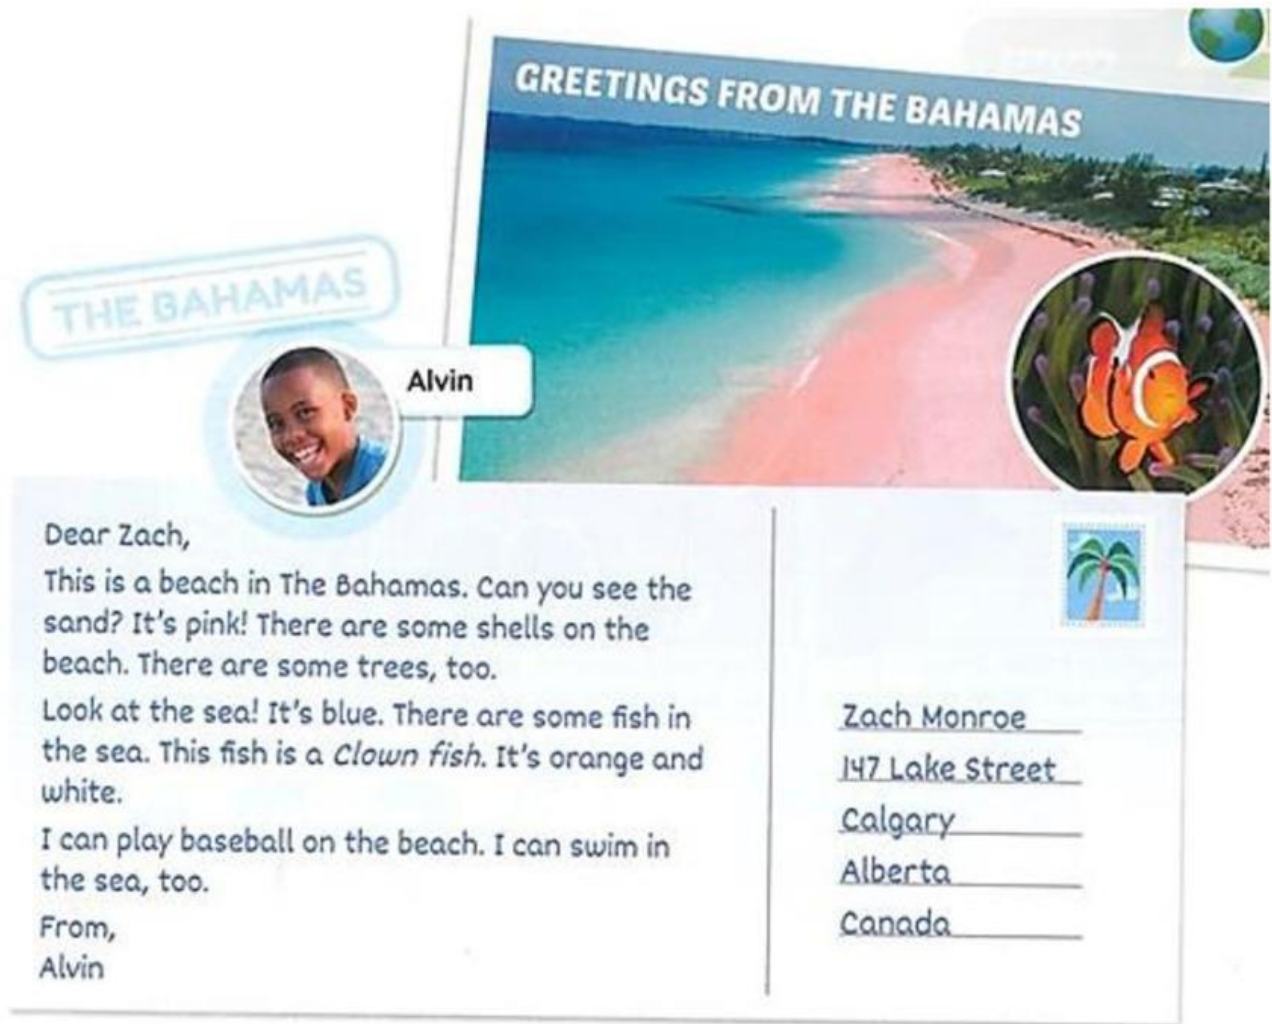 GREETINGS FROM THE BAHAMAS
THE BAHAMAS
Alvin
Dear Zach,
This is a beach in The Bahamas. Can you see the
sand? It's pink! There are some shells on the
beach. There are some trees, too.
Look at the sea! It's blue. There are some fish in
the sea. This fish is a Clown fish. It's orange and
white.
I can play baseball on the beach. I can swim in
the sea, too.
From,
Alvin
Zach Monroe
147 Lake Street
Calgary
Alberta
Canada